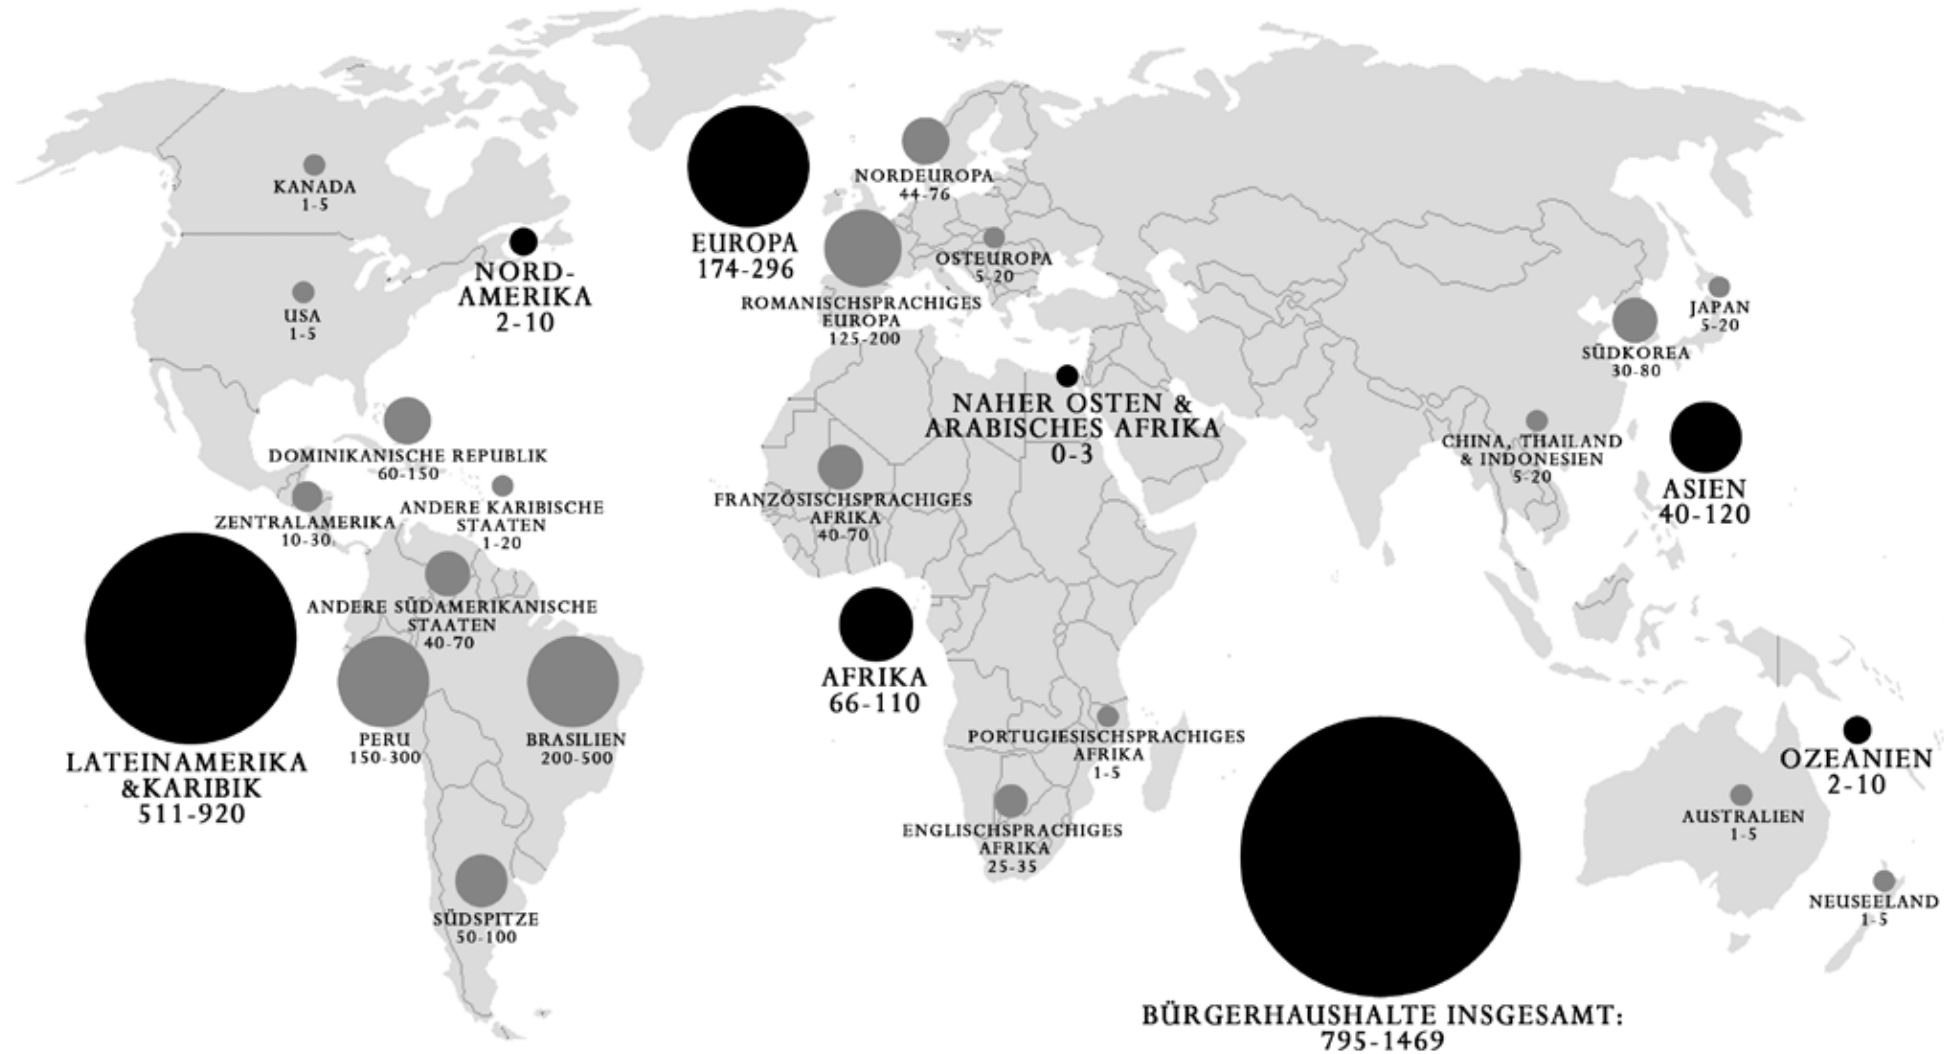 KANADA
1-5
NORD-
AMERIKA
2-10
USA
1-5
DOMINIKANISCHE REPUBLIK
60-150
ZENTRALAMERIKA
10-30
ANDERE KARIBISCHE
STAATEN
1-20
ANDERE SÜDAMERIKANISCHE
STAATEN
40-70
LATEINAMERIKA
&KARIBIK
511-920
PERU
150-300
BRASILIEN
200-500
SÜDSPITZE
50-100
EUROPA
174-296
NORDEUROPA
44-76
OSTEUROPA
5-20
ROMANISCHSPRACHIGES
EUROPA
125-200
NAHER OSTEN &
ARABISCHES AFRIKA
0-3
FRANZÖSISCHSPRACHIGES
AFRIKA
40-70
AFRIKA
66-110
PORTUGIESISCHSPRACHIGES
AFRIKA
1-5
ENGLISCHSPRACHIGES
AFRIKA
25-35
JAPAN
5-20
SÜDKOREA
30-80
CHINA, THAILAND
& INDONESIEN
5-20
ASIEN
40-120
OZEANIEN
2-10
AUSTRALIEN
1-5
NEUSEELAND
1-5
BÜRGERHAUSHALTE INSGESAMT:
795-1469